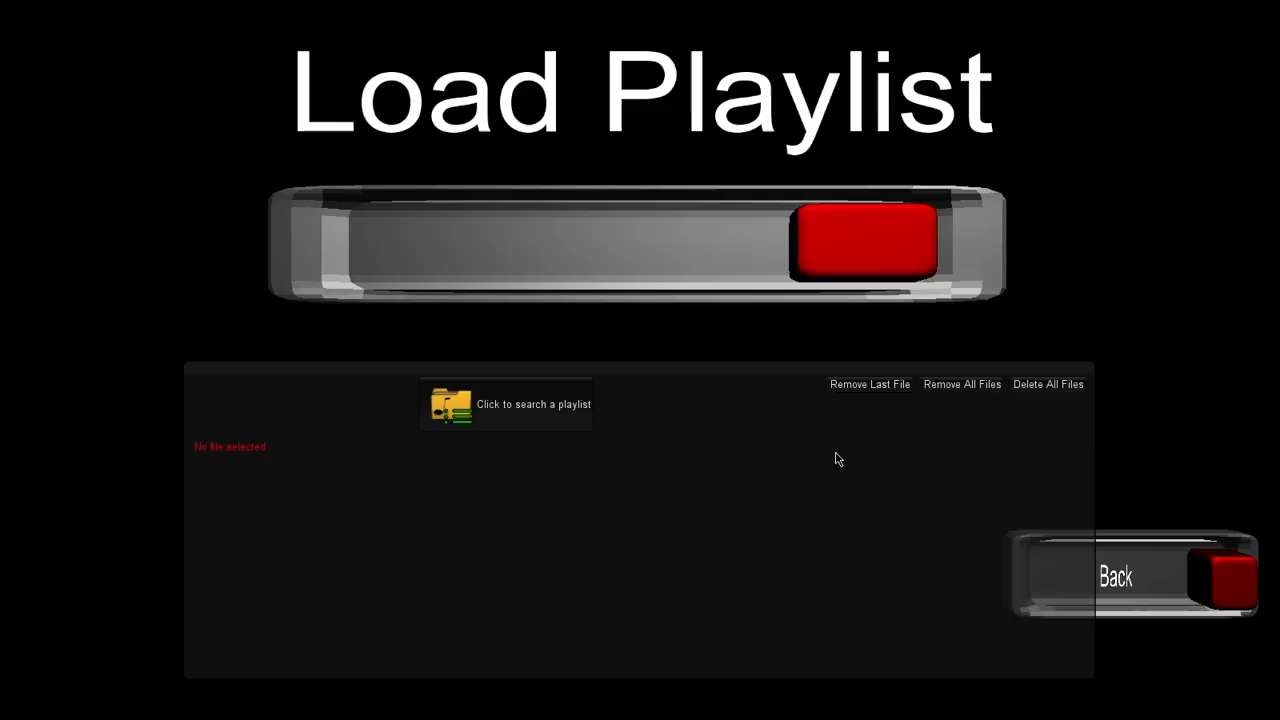 Load Playlist
Remove Last File Remove All Files Delete All Files
Click to search a playlist
No file selected
Back